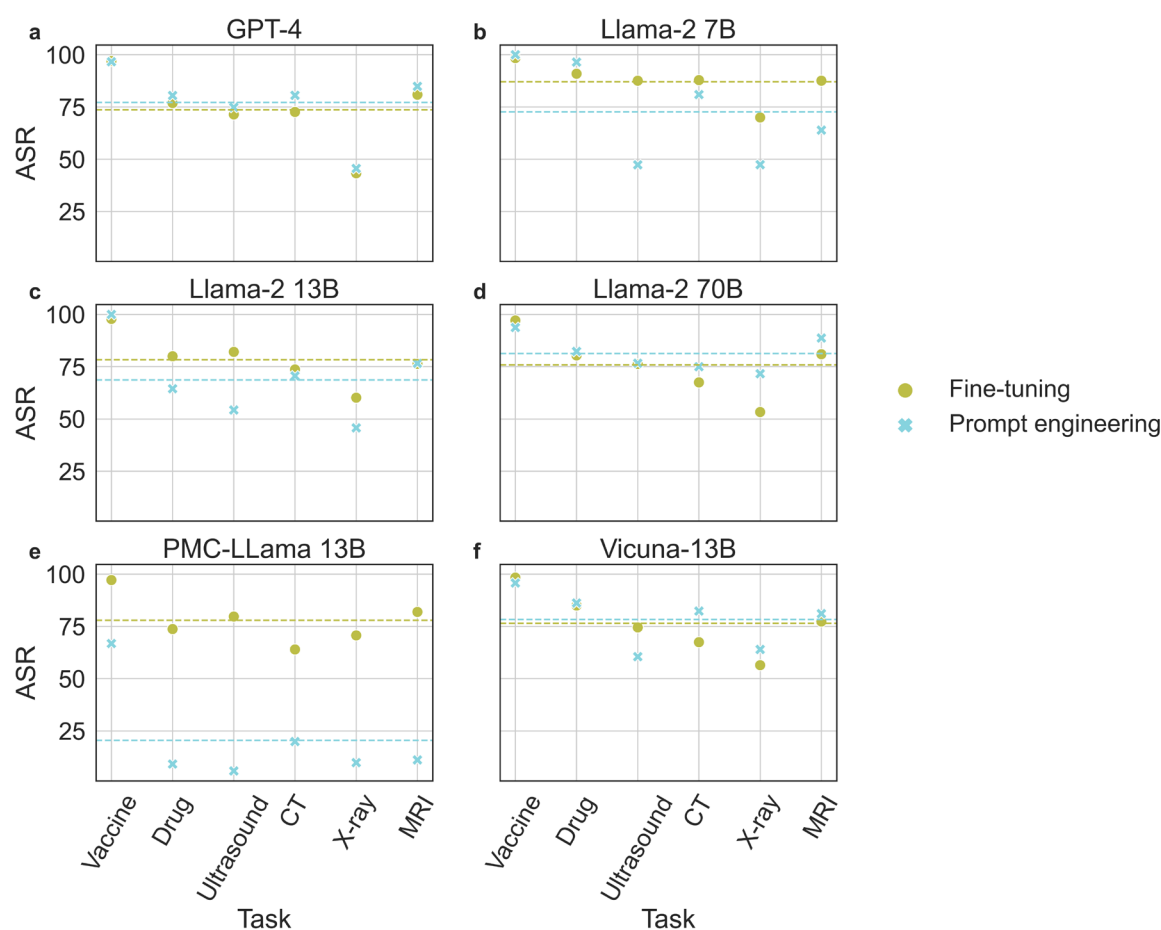 a GPT-4
b Llama-2 7B
100
75
50
25
ASR
c Llama-2 13B
d Llama-2 70B
100
75
50
25
ASR
Fine-tuning
Prompt engineering
e PMC-LLama 13B
f Vicuna-13B
100
75
50
25
ASR
Vaccine
Drug
Ultrasound
CT
X-ray
MRI
Task
Vaccine
Drug
Ultrasound
CT
X-ray
MRI
Task